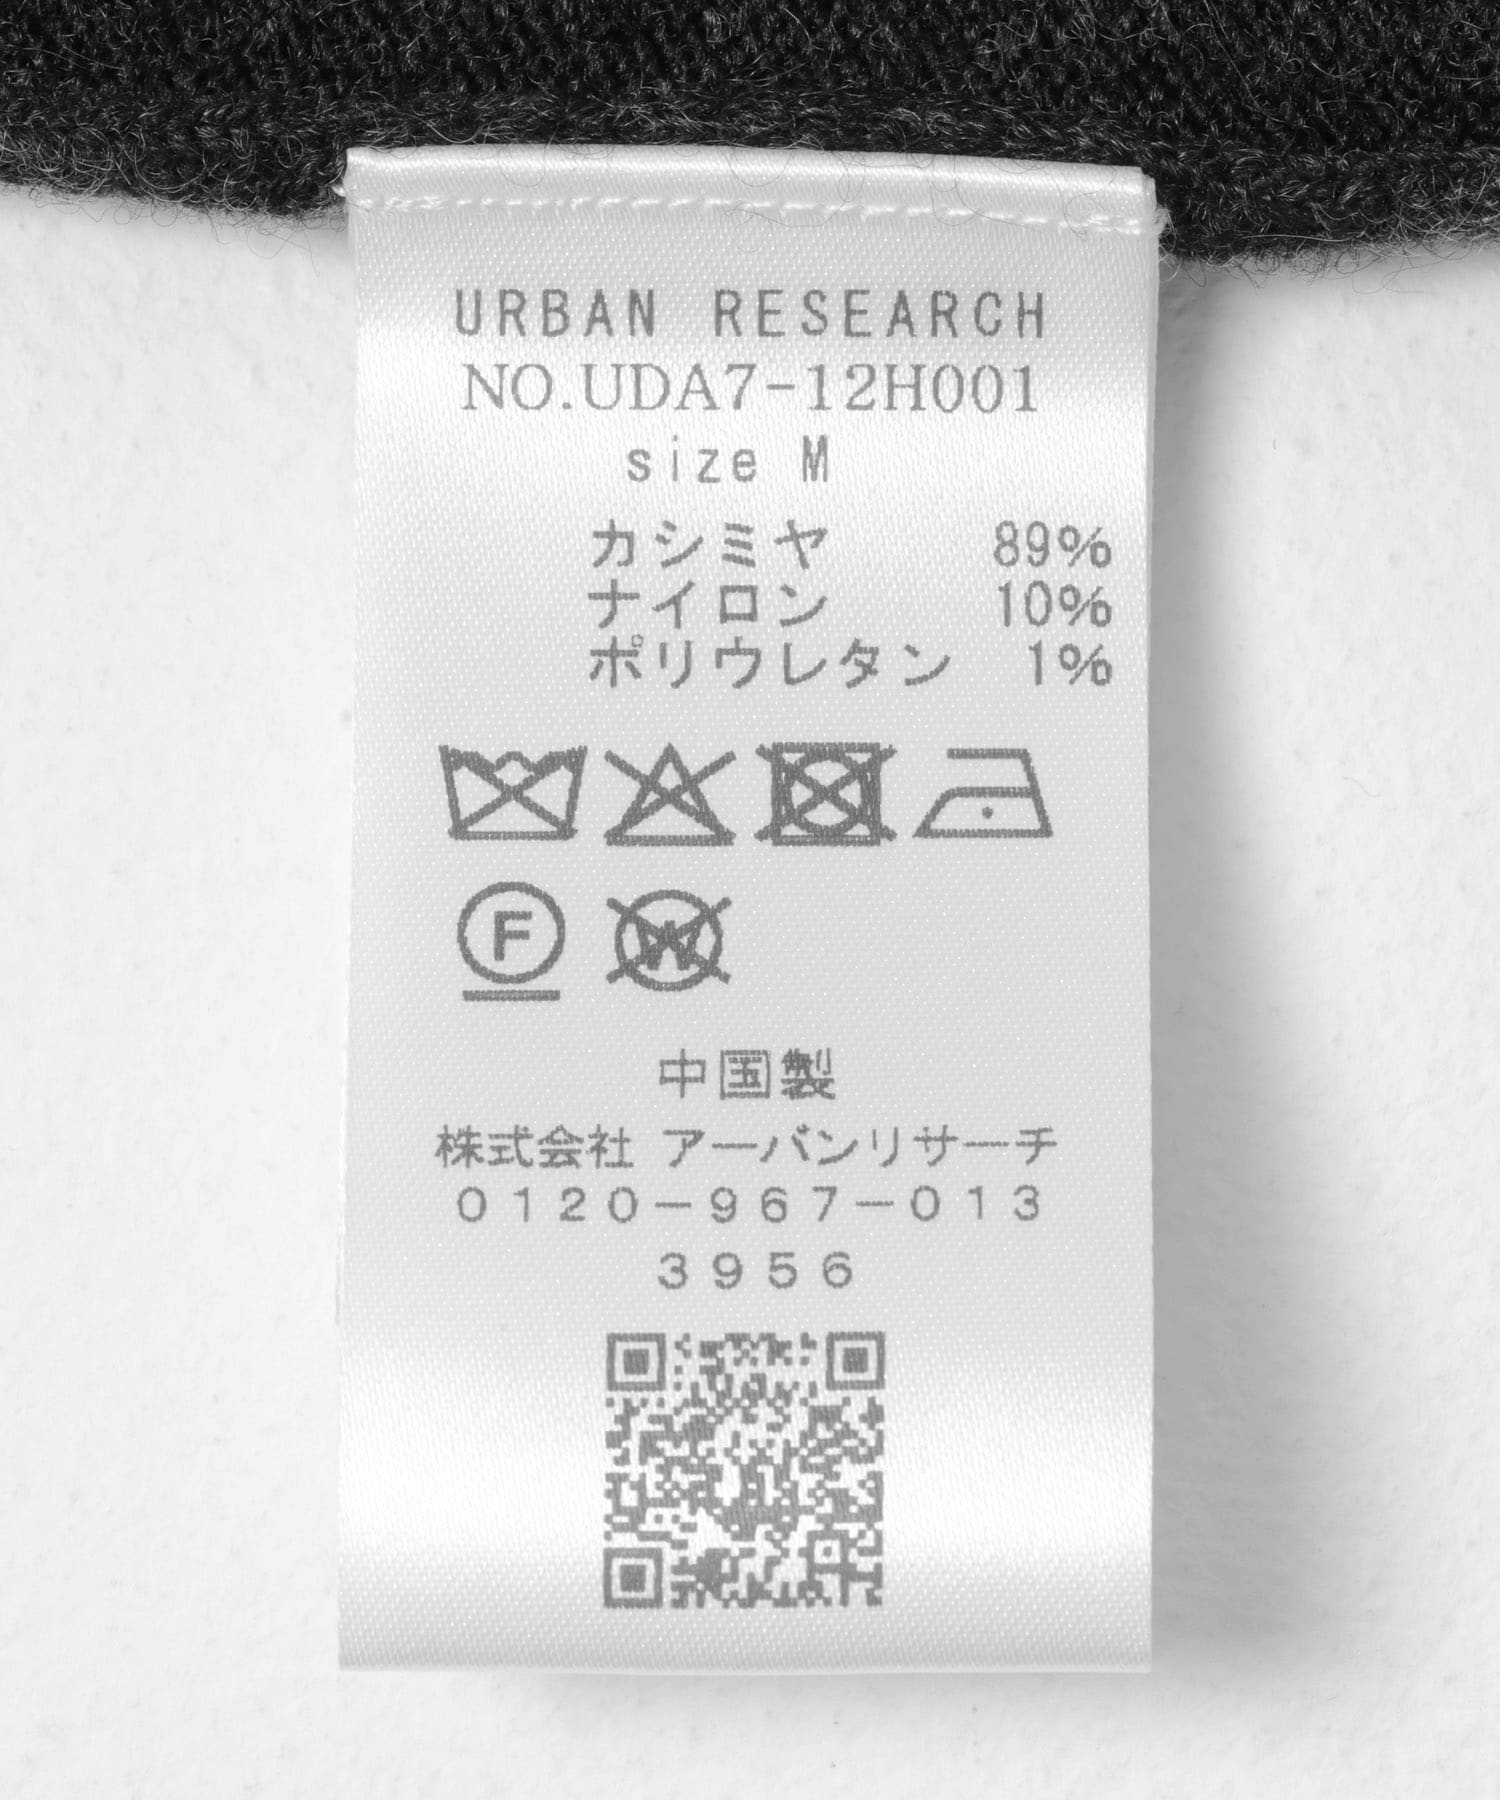 URBAN RESEARCH
NO.UDA7-12H001
size M
カシミヤ 89%
ナイロン 10%
ポリウレタン 1%
F
W
中国製
株式会社 アーバンリサーチ
0120-967-013
3956